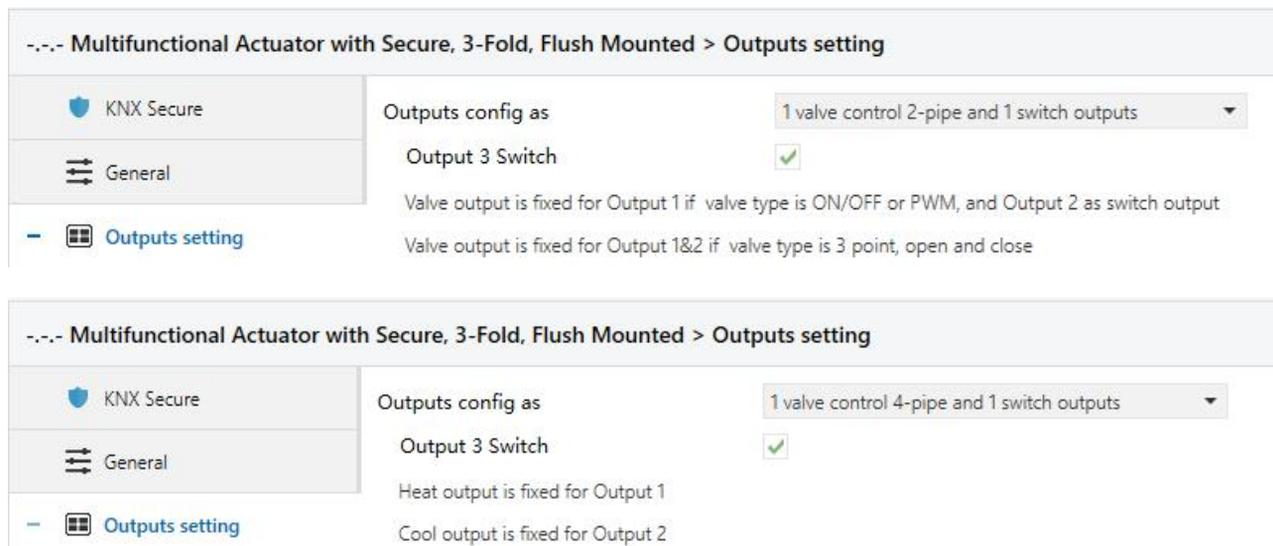 -.-.- Multifunctional Actuator with Secure, 3-Fold, Flush Mounted > Outputs setting
KNX Secure
Outputs config as
1 valve control 2-pipe and 1 switch outputs
Output 3 Switch
General
Valve output is fixed for Output 1 if valve type is ON/OFF or PWM, and Output 2 as switch output
Outputs setting
Valve output is fixed for Output 1&2 if valve type is 3 point, open and close
-.-.- Multifunctional Actuator with Secure, 3-Fold, Flush Mounted > Outputs setting
KNX Secure
Outputs config as
1 valve control 4-pipe and 1 switch outputs
Output 3 Switch
General
Heat output is fixed for Output 1
Outputs setting
Cool output is fixed for Output 2